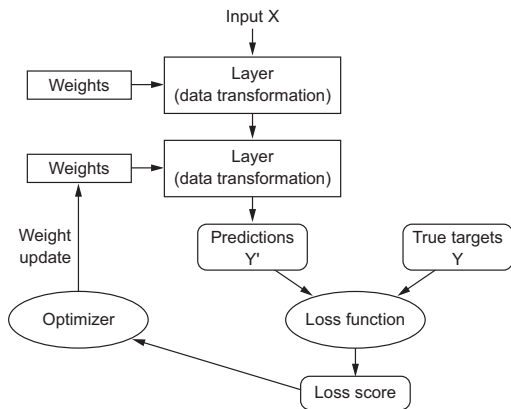 Input X
Weights
Layer
(data transformation)
Weights
Layer
(data transformation)
Weight
update
Predictions
Y'
True targets
Y
Optimizer
Loss function
Loss score